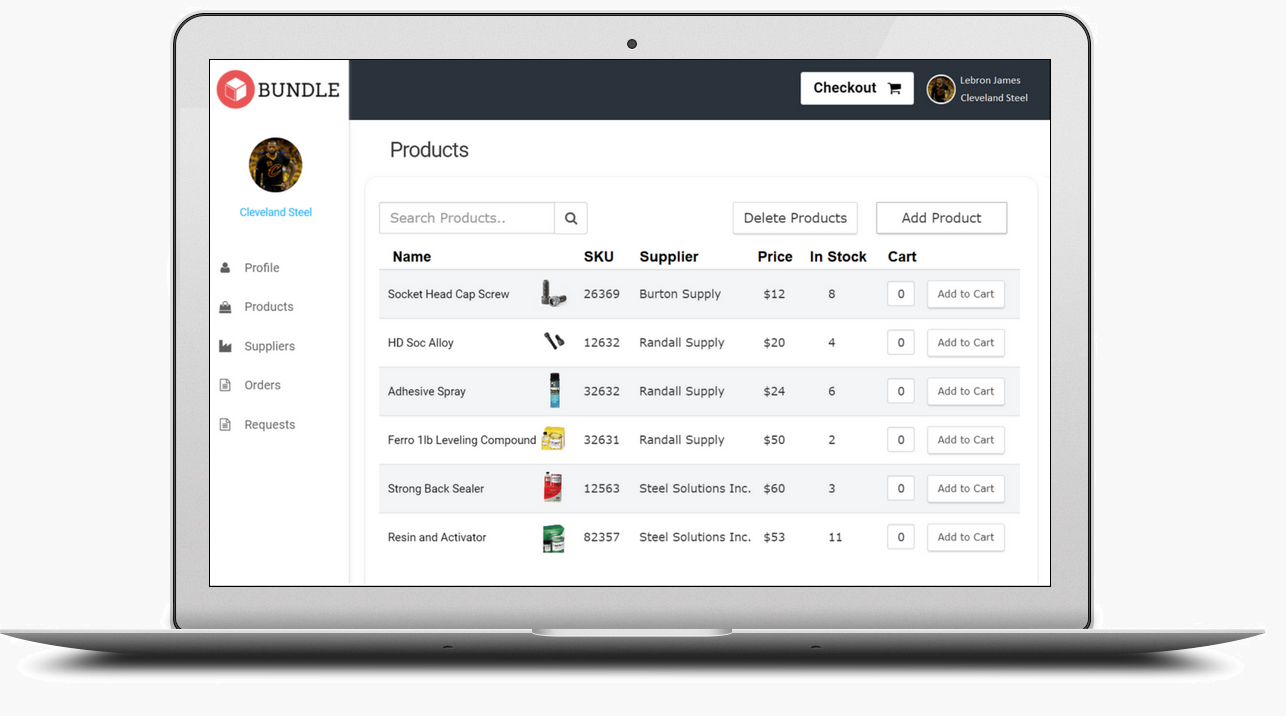 BUNDLE
Checkout
Lebron James
Cleveland Steel
Cleveland Steel
Profile
Products
Suppliers
Orders
Requests
Products
Search Products..
Delete Products
Add Product
Name SKU Supplier Price In Stock Cart
Socket Head Cap Screw 26369 Burton Supply $12 8 0 Add to Cart
HD Soc Alloy 12632 Randall Supply $20 4 0 Add to Cart
Adhesive Spray 32632 Randall Supply $24 6 0 Add to Cart
Ferro 1lb Leveling Compound 32631 Randall Supply $50 2 0 Add to Cart
Strong Back Sealer 12563 Steel Solutions Inc. $60 3 0 Add to Cart
Resin and Activator 82357 Steel Solutions Inc. $53 11 0 Add to Cart